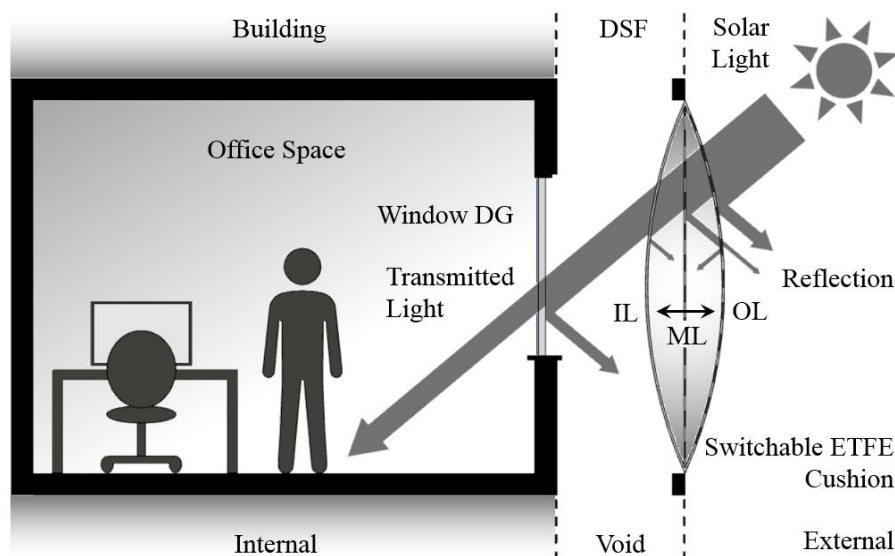 Building
DSF
Solar
Light
Office Space
Window DG
Transmitted
Light
Reflection
IL
ML
OL
Switchable ETFE
Cushion
Internal
Void
External